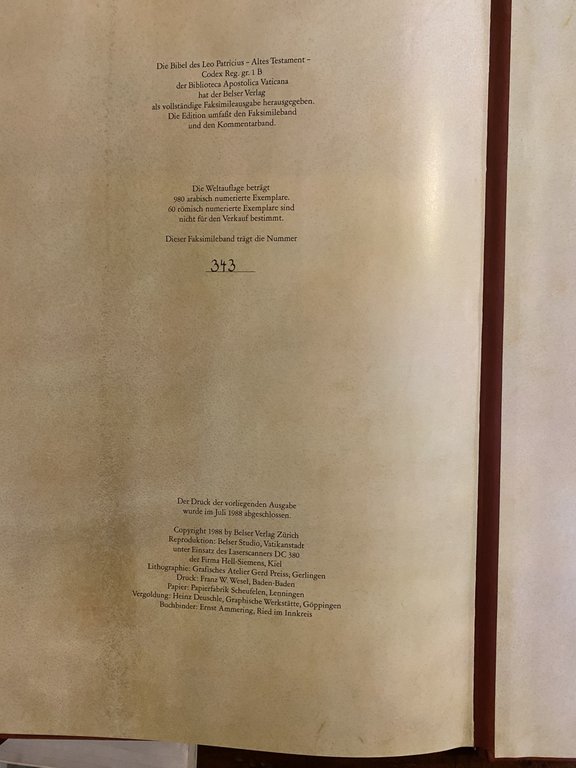 Die Bibel des Leo Patricius – Altes Testament –
Codex Reg. gr. 1 B
der Biblioteca Apostolica Vaticana
hat der Belser Verlag
als vollständige Faksimileausgabe herausgegeben.
Die Edition umfaßt den Faksimileband
und den Kommentarband.
Die Weltauflage beträgt
980 arabisch numerierte Exemplare.
60 römisch numerierte Exemplare sind
nicht für den Verkauf bestimmt.
Dieser Faksimileband trägt die Nummer
343
Der Druck der vorliegenden Ausgabe
wurde im Juli 1988 abgeschlossen.
Copyright 1988 by Belser Verlag Zürich
Reproduktion: Belser Studio, Vatikanstadt
unter Einsatz des Laserscanners DC 380
der Firma Hell-Siemens, Kiel
Lithographie: Grafisches Atelier Gerd Preiss, Gerlingen
Druck: Franz W. Wesel, Baden-Baden
Papier: Papierfabrik Scheufelen, Lenningen
Vergoldung: Heinz Deuschle, Graphische Werkstätte, Göppingen
Buchbinder: Ernst Ammering, Ried im Innkreis